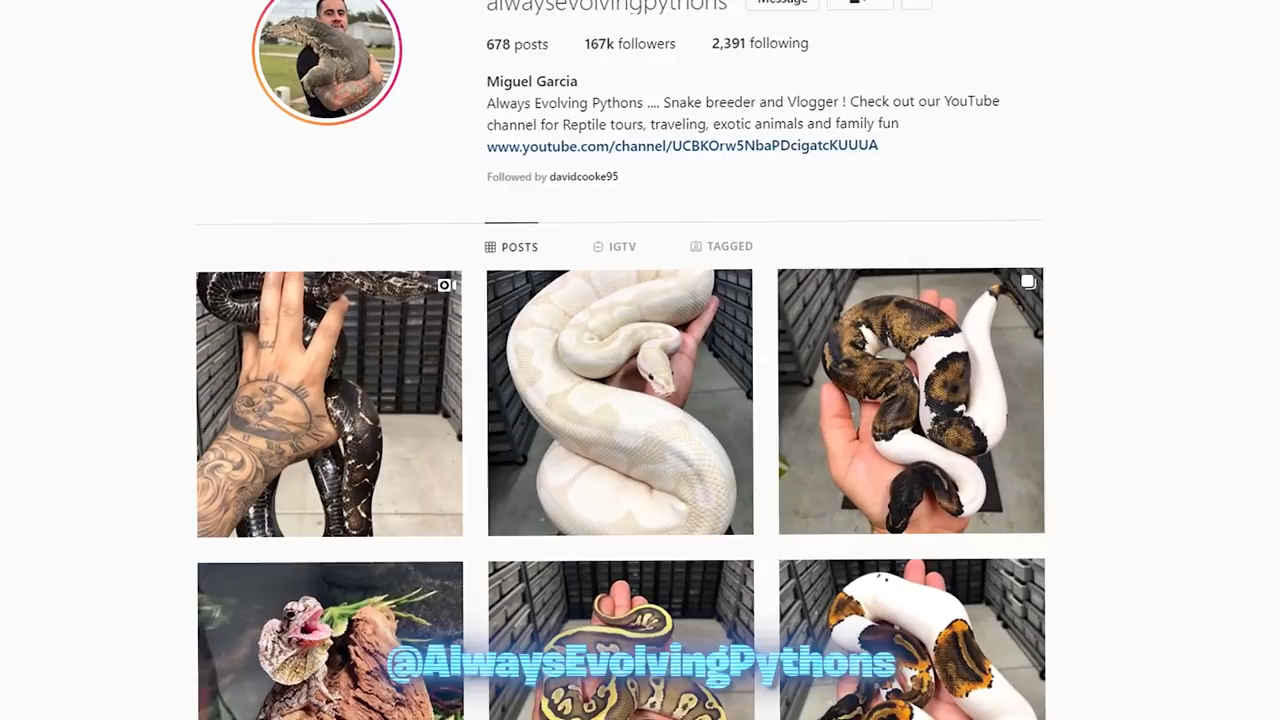 alwaysevolvingpythons
Message
678 posts 167k followers 2,391 following
Miguel Garcia
Always Evolving Pythons .... Snake breeder and Vlogger ! Check out our YouTube
channel for Reptile tours, traveling, exotic animals and family fun
www.youtube.com/channel/UCBKOrw5NbaPDcigatcKUUUA
Followed by davidcooke95
POSTS IGTV TAGGED
@AlwaysEvolvingPythons